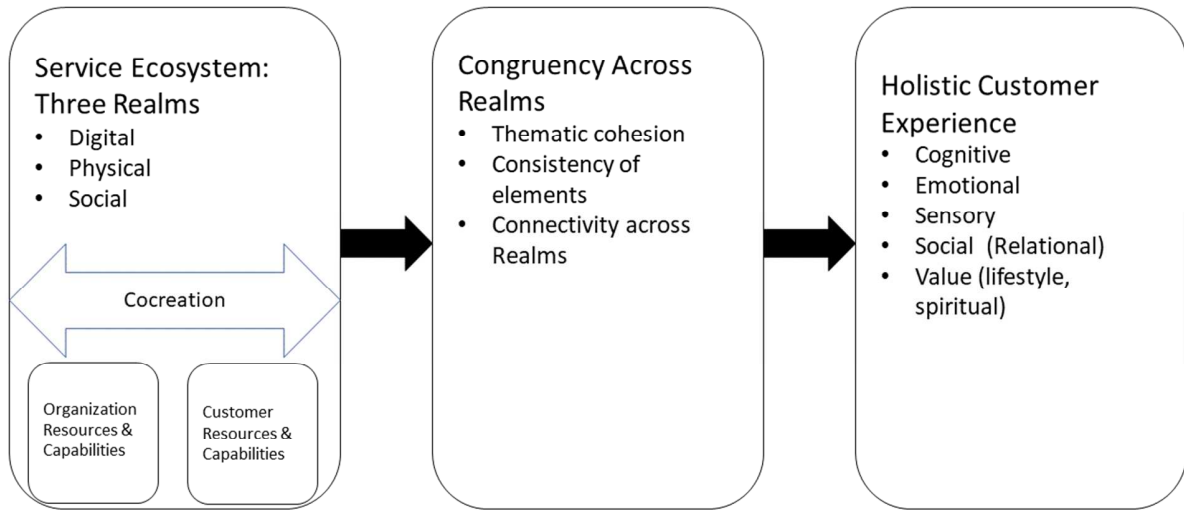 Service Ecosystem:
Three Realms
• Digital
• Physical
• Social
Cocreation
Organization
Resources &
Capabilities
Customer
Resources &
Capabilities
Congruency Across
Realms
• Thematic cohesion
• Consistency of
elements
• Connectivity across
Realms
Holistic Customer
Experience
• Cognitive
• Emotional
• Sensory
• Social (Relational)
• Value (lifestyle,
spiritual)